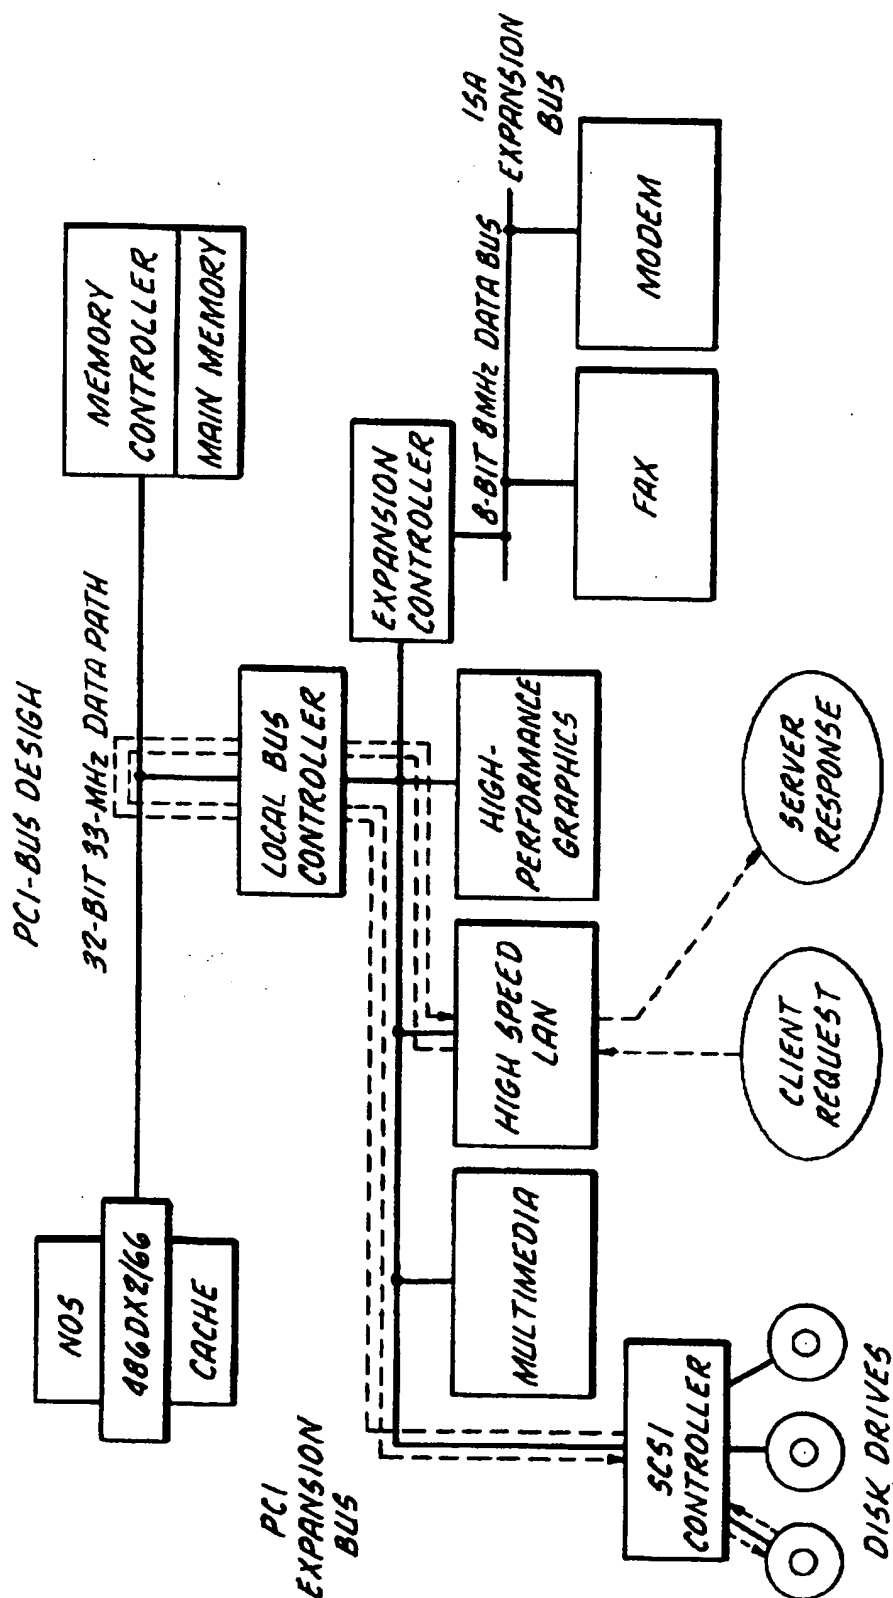 PCI-BUS DESIGH
32-BIT 33-MHz DATA PATH
NOS
486DX2/66
CACHE
MEMORY
CONTROLLER
MAIN MEMORY
LOCAL BUS
CONTROLLER
PCI
EXPANSION
BUS
EXPANSION
CONTROLLER
8-BIT 8MHz DATA BUS
ISA
EXPANSION
BUS
MULTIMEDIA
HIGH SPEED
LAN
HIGH-
PERFORMANCE
GRAPHICS
FAX
MODEM
SCSI
CONTROLLER
DISK DRIVES
CLIENT
REQUEST
SERVER
RESPONSE